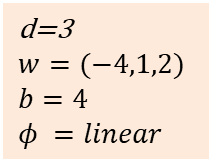 d=3
w = (−4,1,2)
b = 4
ϕ = linear